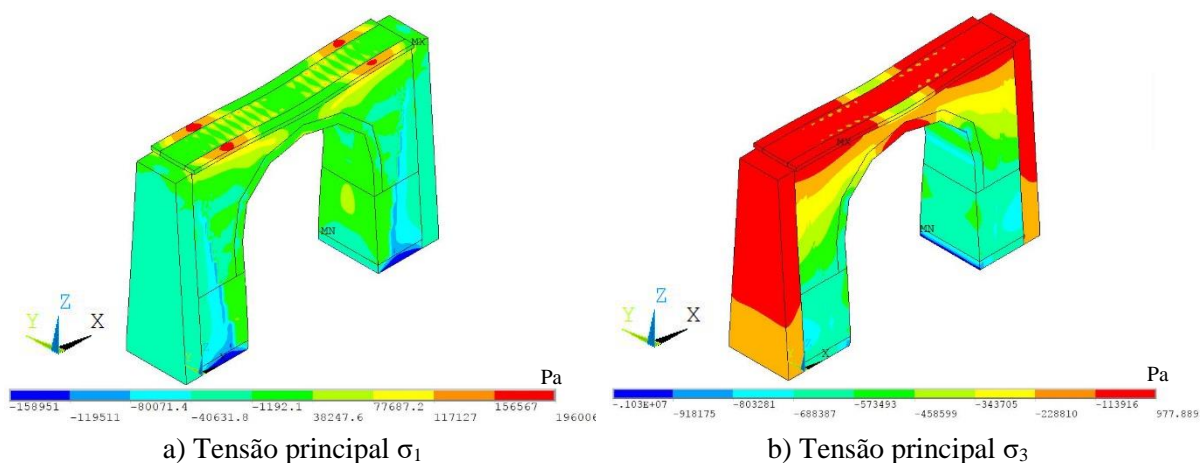 MX
MN
Z
Y X
Pa
-158951 -80071.4 -1192.1 77687.2 156567
-119511 -40631.8 38247.6 117127 196006
a) Tensão principal σ1
MX
MN
Z
Y X
X
Pa
-.103E+07 -803281 -573493 -343705 -113916
-918175 -688387 -458599 -228810 977.889
b) Tensão principal σ3